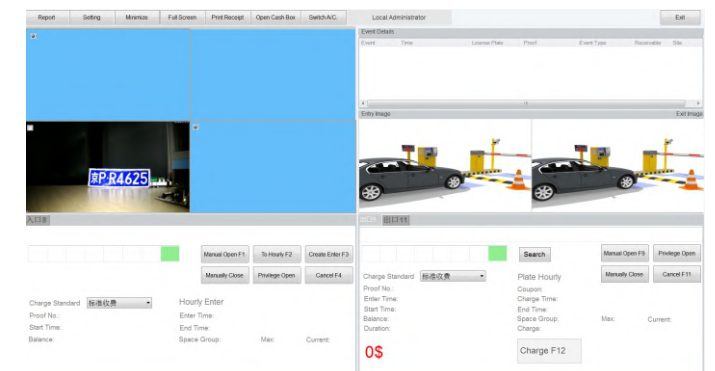 Report Setting Minimize Full Screen Print Receipt Open Cash Box Switch A/C. Local Administrator Exit
Event Details
Event Time License Plate Proof Event Type Receivable Site
Entry Image Exit Image
京P R4625
入口8
Manual Open F1 To Hourly F2 Create Enter F3
Manually Close Privilege Open Cancel F4
Charge Standard 标准收费 Hourly Enter
Proof No.: Enter Time:
Start Time: End Time:
Balance: Space Group: Max: Current:
出口11
Search Manual Open F9 Privilege Open
Manually Close Cancel F11
Charge Standard 标准收费 Plate Hourly
Proof No.: Coupon:
Enter Time: Charge Time:
Start Time: End Time:
Balance: Space Group: Max: Current:
Duration: Charge:
0$ Charge F12